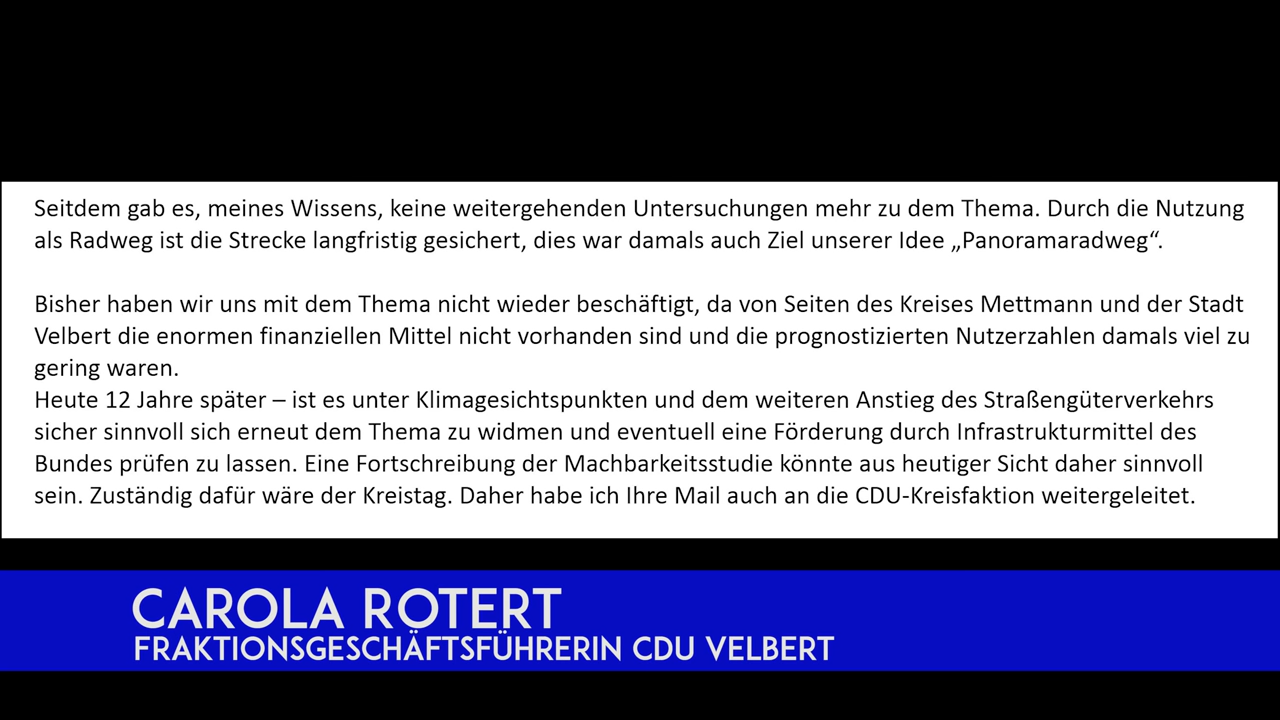 Seitdem gab es, meines Wissens, keine weitergehenden Untersuchungen mehr zu dem Thema. Durch die Nutzung
als Radweg ist die Strecke langfristig gesichert, dies war damals auch Ziel unserer Idee „Panoramaradweg“.
Bisher haben wir uns mit dem Thema nicht wieder beschäftigt, da von Seiten des Kreises Mettmann und der Stadt
Velbert die enormen finanziellen Mittel nicht vorhanden sind und die prognostizierten Nutzerzahlen damals viel zu
gering waren.
Heute 12 Jahre später – ist es unter Klimagesichtspunkten und dem weiteren Anstieg des Straßengüterverkehrs
sicher sinnvoll sich erneut dem Thema zu widmen und eventuell eine Förderung durch Infrastrukturmittel des
Bundes prüfen zu lassen. Eine Fortschreibung der Machbarkeitsstudie könnte aus heutiger Sicht daher sinnvoll
sein. Zuständig dafür wäre der Kreistag. Daher habe ich Ihre Mail auch an die CDU-Kreisfaktion weitergeleitet.
CAROLA ROTERT
FRAKTIONSGESCHÄFTSFÜHRERIN CDU VELBERT